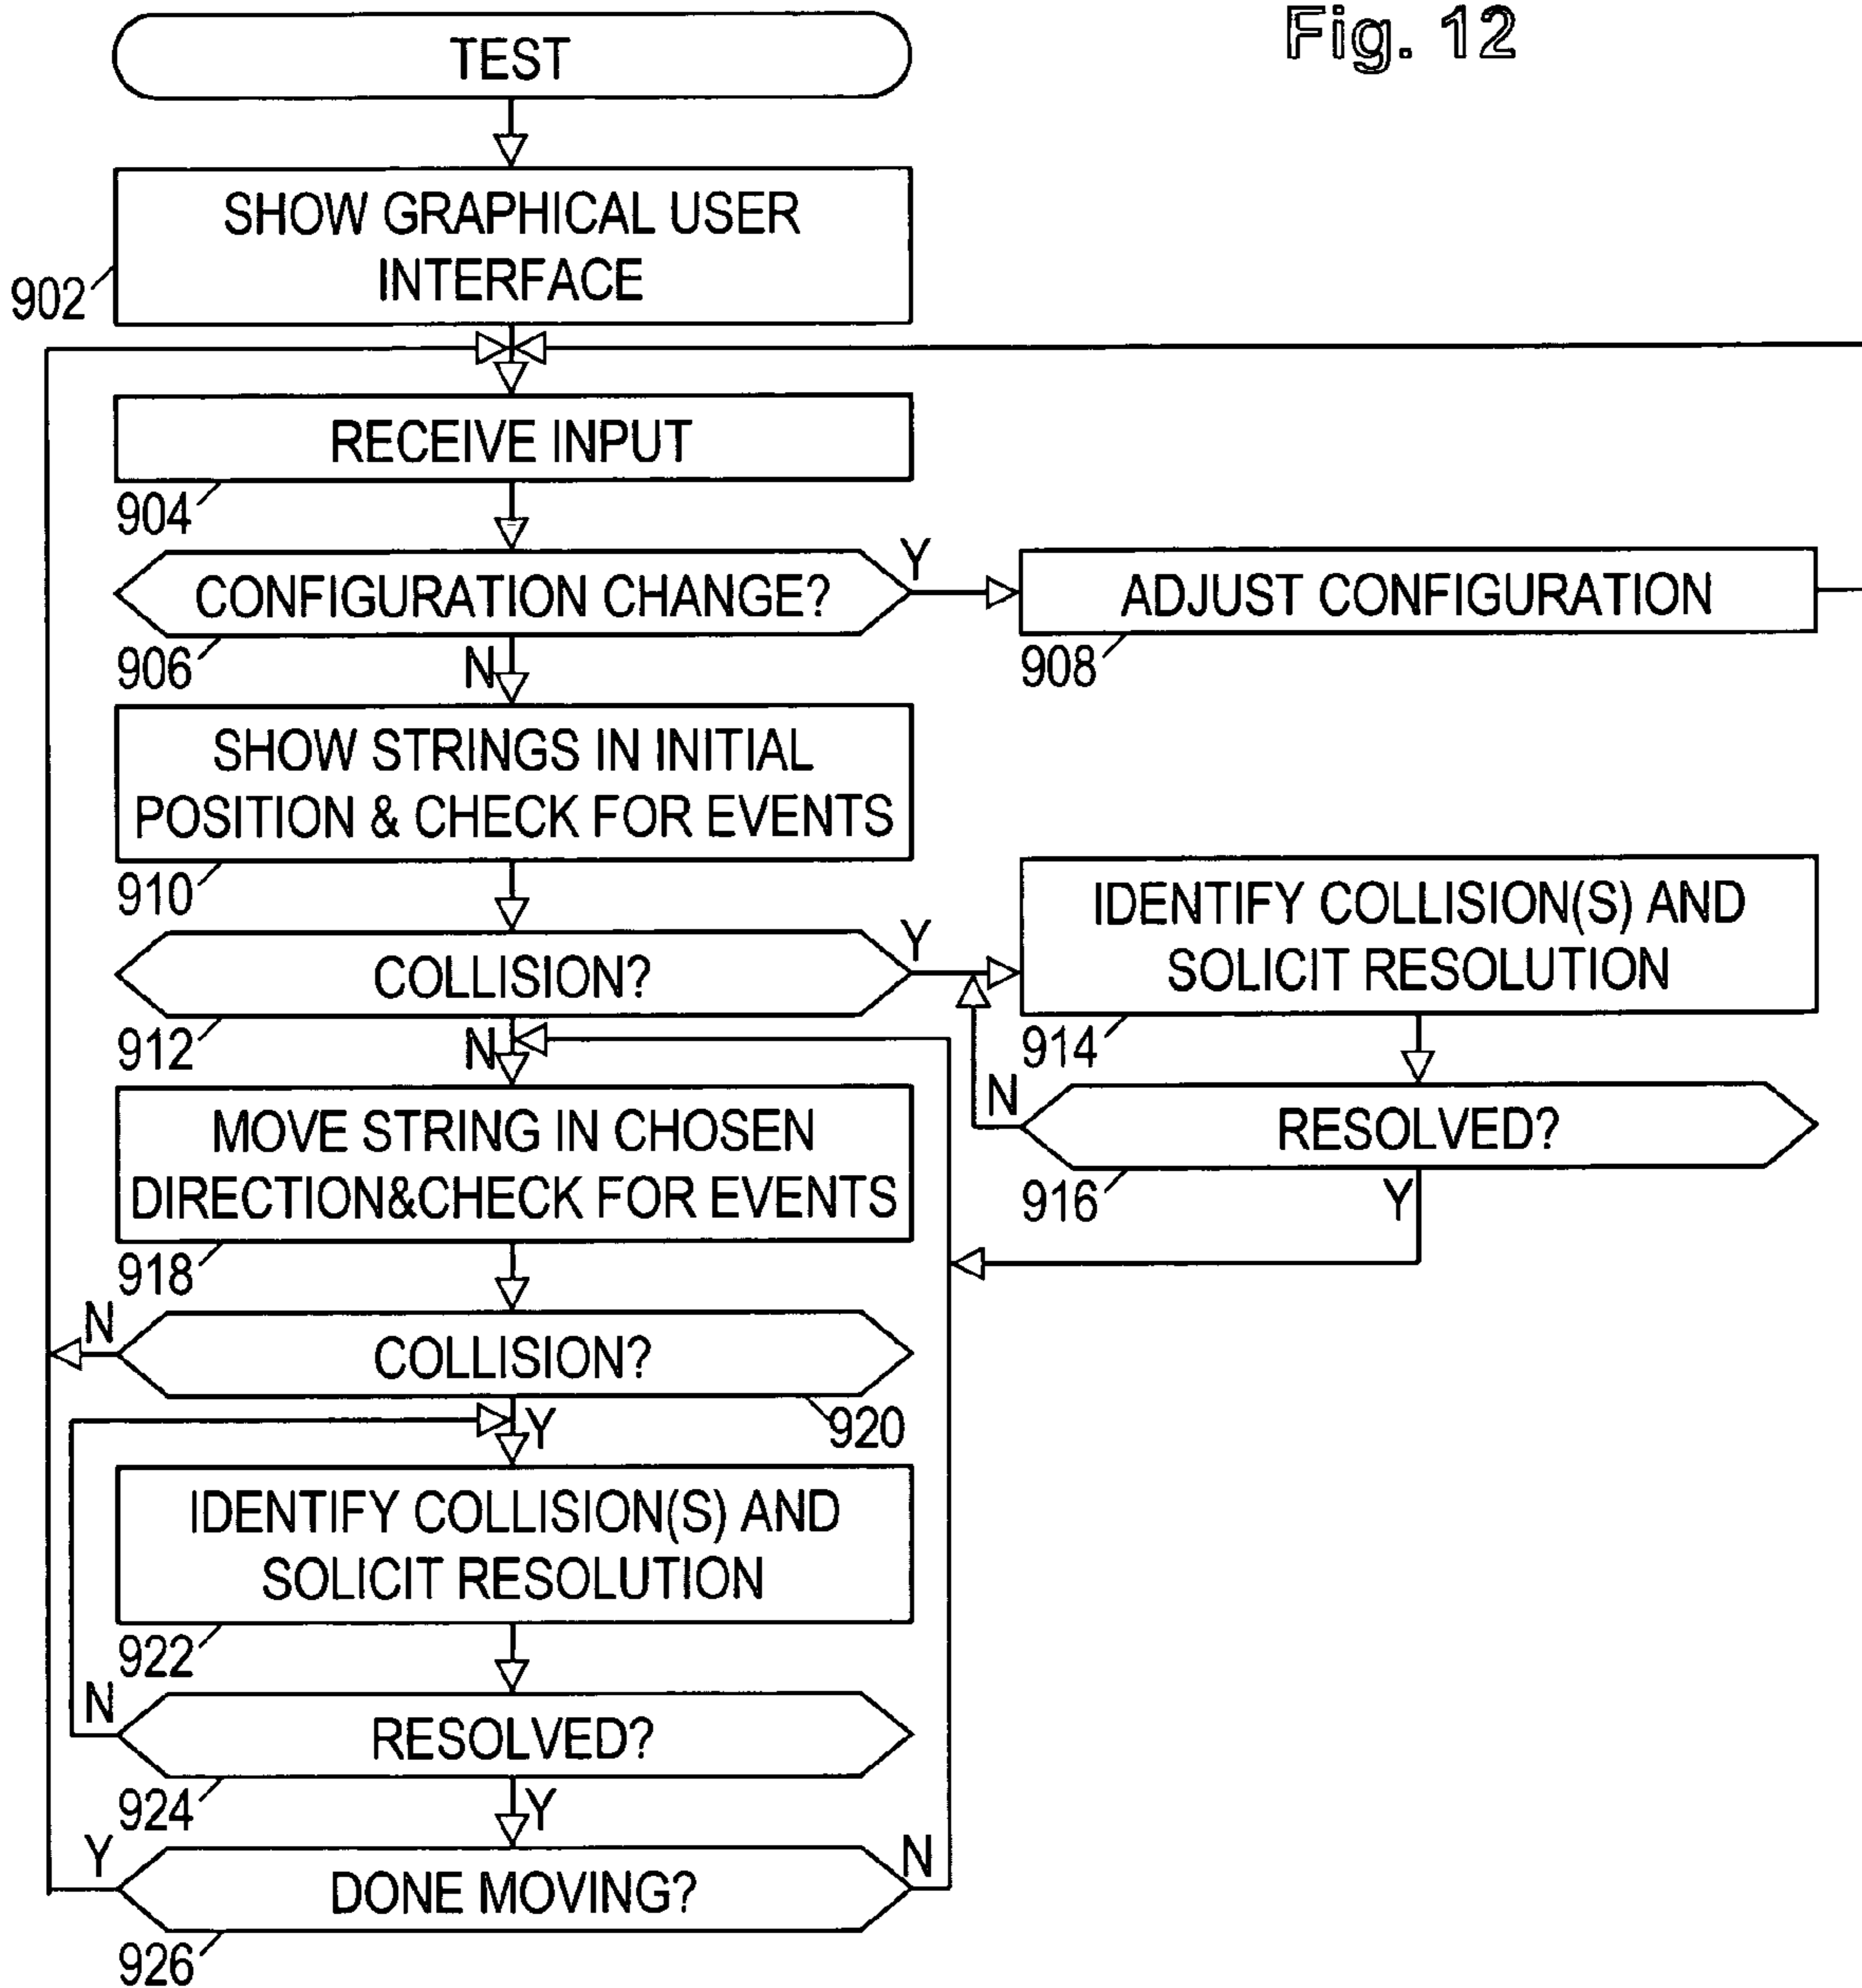 Fig. 12
TEST
SHOW GRAPHICAL USER
INTERFACE
902
RECEIVE INPUT
904
CONFIGURATION CHANGE?
Y
ADJUST CONFIGURATION
906
N
908
SHOW STRINGS IN INITIAL
POSITION & CHECK FOR EVENTS
910
COLLISION?
Y
IDENTIFY COLLISION(S) AND
SOLICIT RESOLUTION
912
N
914
MOVE STRING IN CHOSEN
DIRECTION&CHECK FOR EVENTS
N
RESOLVED?
916
Y
918
N
COLLISION?
920
Y
IDENTIFY COLLISION(S) AND
SOLICIT RESOLUTION
922
N
RESOLVED?
924
Y
Y
DONE MOVING?
N
926